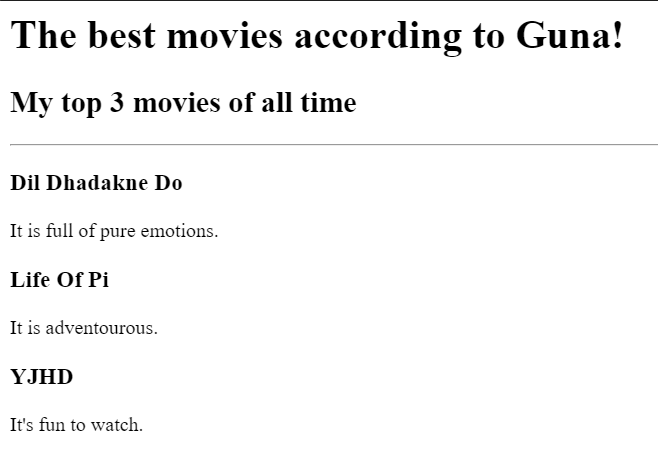 The best movies according to Guna!
My top 3 movies of all time
Dil Dhadakne Do
It is full of pure emotions.
Life Of Pi
It is adventourous.
YJHD
It's fun to watch.